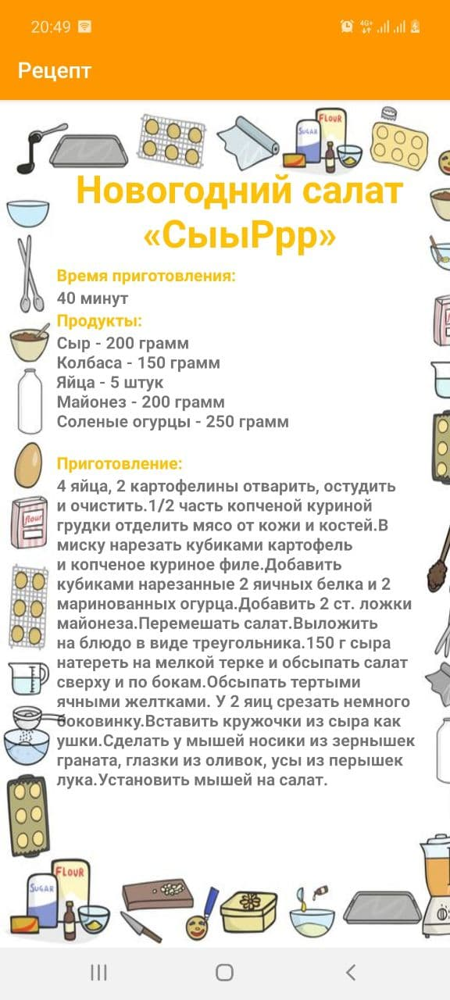 20:49
4G+
Рецепт
SUGAR
FLOUR
Новогодний салат
«СыыРрр»
Время приготовления:
40 минут
Продукты:
Сыр - 200 грамм
Колбаса - 150 грамм
Яйца - 5 штук
Майонез - 200 грамм
Соленые огурцы - 250 грамм
Приготовление:
4 яйца, 2 картофелины отварить, остудить
и очистить.1/2 часть копченой куриной
грудки отделить мясо от кожи и костей.В
миску нарезать кубиками картофель
и копченое куриное филе.Добавить
кубиками нарезанные 2 яичных белка и 2
маринованных огурца.Добавить 2 ст. ложки
майонеза.Перемешать салат.Выложить
на блюдо в виде треугольника.150 г сыра
натереть на мелкой терке и обсыпать салат
сверху и по бокам.Обсыпать тертыми
ячными желтками. У 2 яиц срезать немного
боковинку.Вставить кружочки из сыра как
ушки.Сделать у мышей носики из зернышек
граната, глазки из оливок, усы из перышек
лука.Установить мышей на салат.
flour
SUGAR
FLOUR